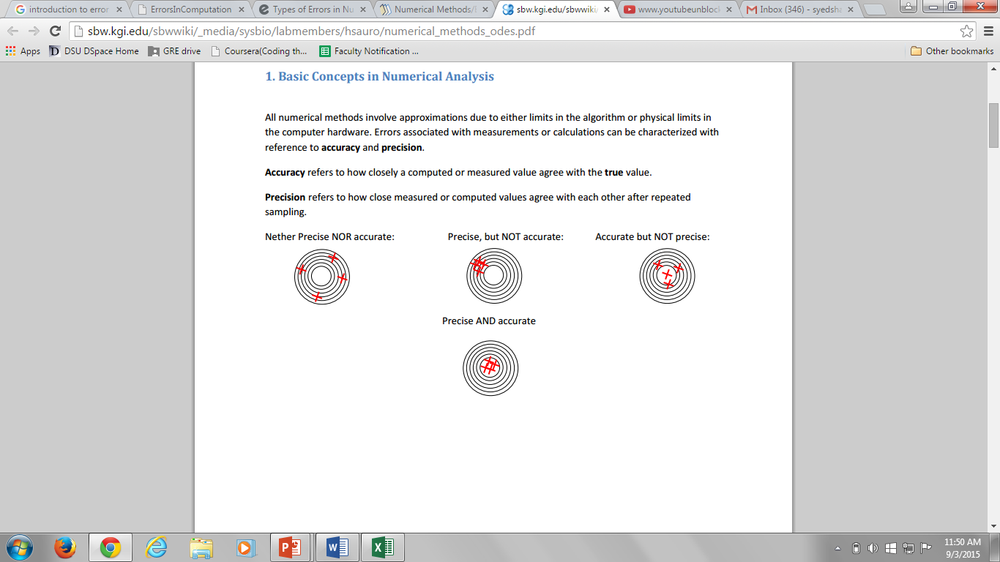 introduction to error
ErrorsInComputation
Types of Errors in Nu
Numerical Methods/
sbw.kgi.edu/sbwwiki/
www.youtubeunblock
Inbox (346) - syedsha
sbw.kgi.edu/sbwwiki/_media/sysbio/labmembers/hsauro/numerical_methods_odes.pdf
Apps
DSU DSpace Home
GRE drive
Coursera(Coding th...
Faculty Notification ...
Other bookmarks
1. Basic Concepts in Numerical Analysis
All numerical methods involve approximations due to either limits in the algorithm or physical limits in
the computer hardware. Errors associated with measurements or calculations can be characterized with
reference to accuracy and precision.
Accuracy refers to how closely a computed or measured value agree with the true value.
Precision refers to how close measured or computed values agree with each other after repeated
sampling.
Nether Precise NOR accurate:
Precise, but NOT accurate:
Accurate but NOT precise:
Precise AND accurate
11:50 AM
9/3/2015